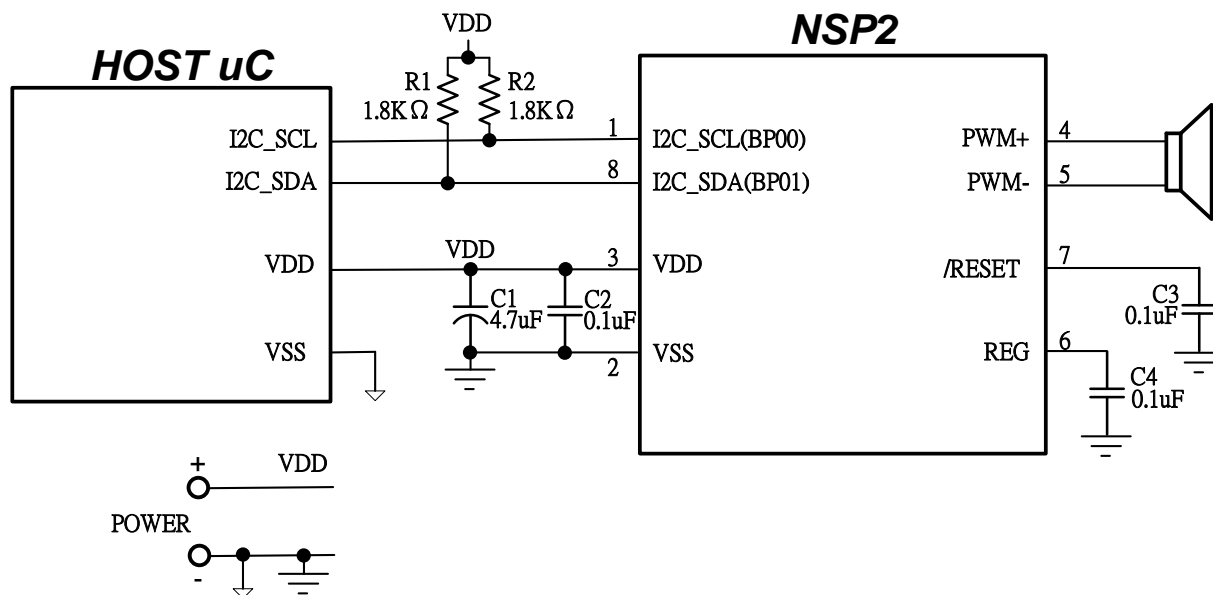 HOST uC
I2C_SCL
I2C_SDA
VDD
VSS
VDD
R1
1.8KΩ
R2
1.8KΩ
VDD
C1
4.7uF
C2
0.1uF
NSP2
1
I2C_SCL(BP00)
8
I2C_SDA(BP01)
3
VDD
2
VSS
PWM+
4
PWM-
5
/RESET
7
REG
6
C3
0.1uF
C4
0.1uF
+
VDD
POWER
-